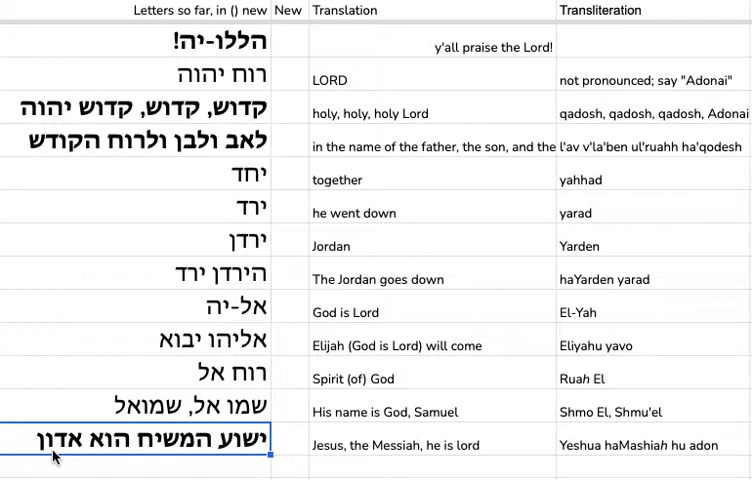 Letters so far, in () new New Translation Transliteration
הללו-יה! y'all praise the Lord!
רוח יהוה LORD not pronounced; say "Adonai"
קדוש, קדוש, קדוש יהוה holy, holy, holy Lord qadosh, qadosh, qadosh, Adonai
לאב ולבן ולרוח הקודש in the name of the father, the son, and the l'av v'la'ben ul'ruahh ha'qodesh
יחד together yahhad
ירד he went down yarad
ירדן Jordan Yarden
הירדן ירד The Jordan goes down haYarden yarad
אל-יה God is Lord El-Yah
אליהו יבוא Elijah (God is Lord) will come Eliyahu yavo
רוח אל Spirit (of) God Ruah El
שמו אל, שמואל His name is God, Samuel Shmo El, Shmu'el
ישוע המשיח הוא אדון Jesus, the Messiah, he is lord Yeshua haMashiah hu adon